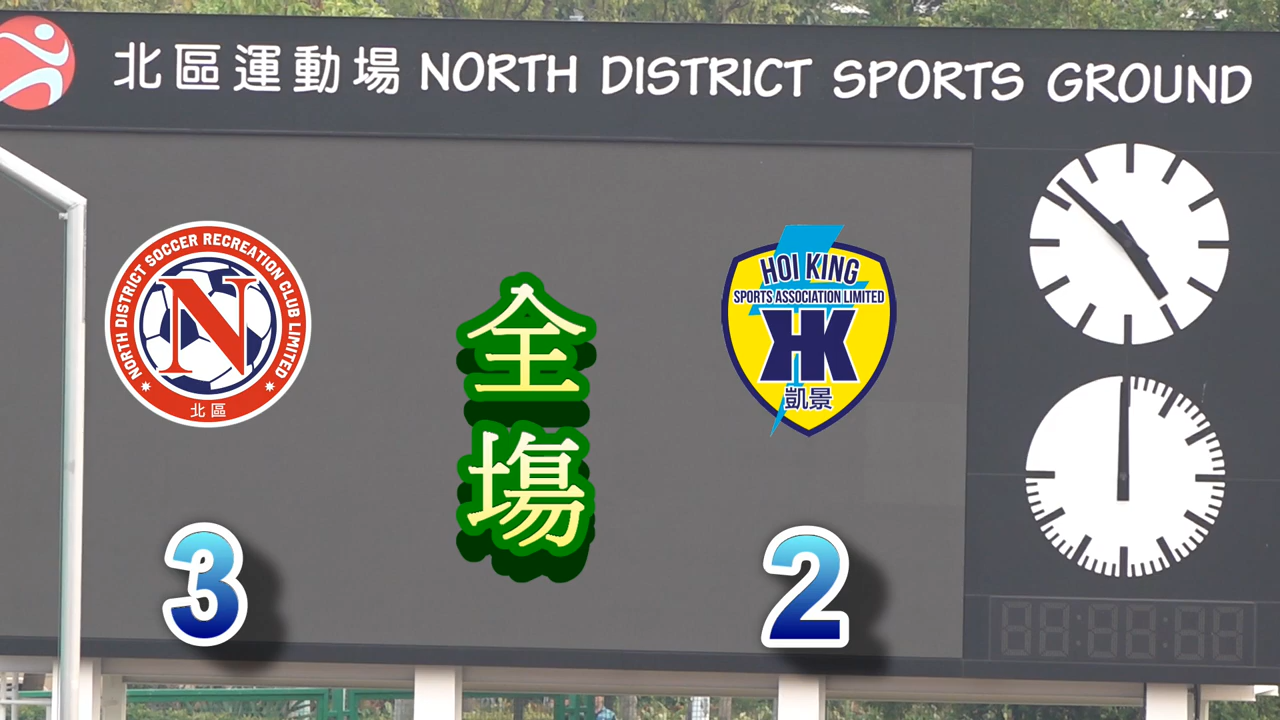 北區運動場 NORTH DISTRICT SPORTS GROUND
NORTH DISTRICT SOCCER RECREATION CLUB LIMITED
N
北區
HOI KING
SPORTS ASSOCIATION LIMITED
HK
凱景
全
塲
3
2